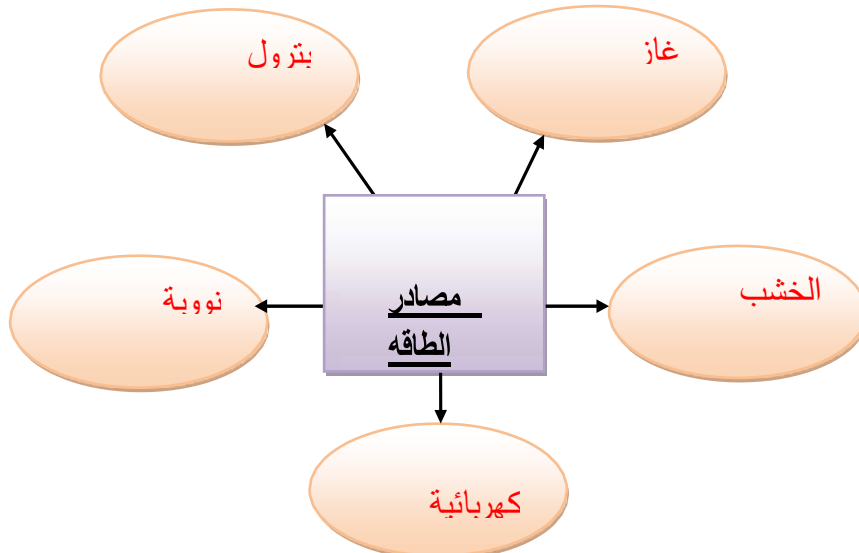 غاز
بترول
الخشب
مصادر
الطاقه
نووية
كهربائية